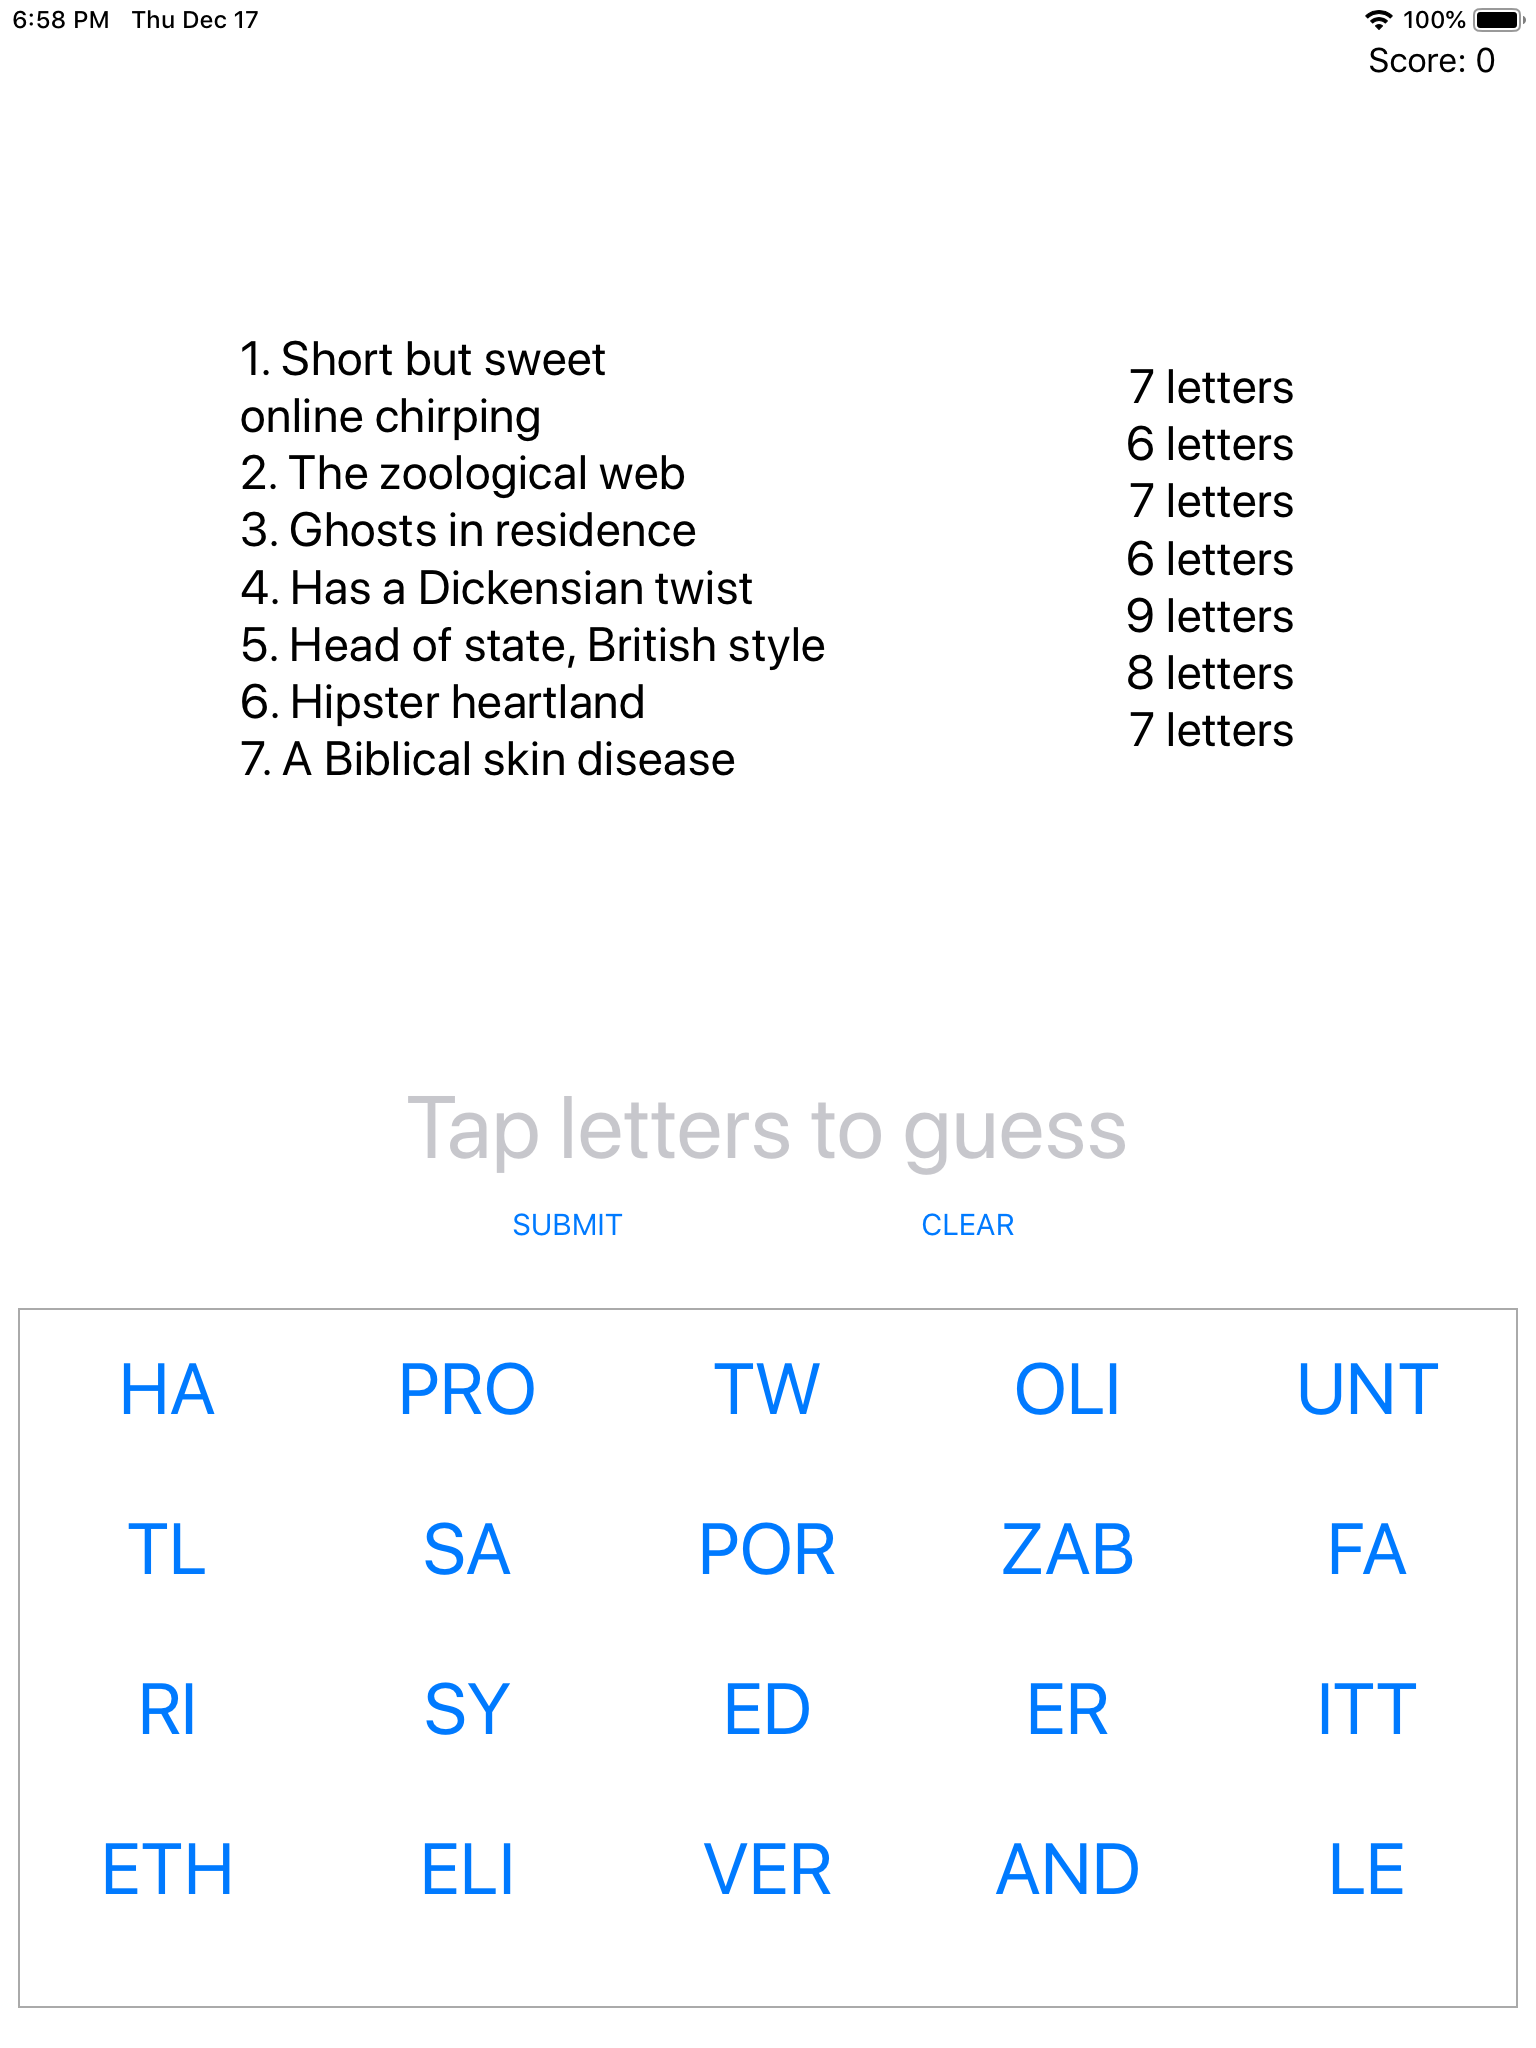 6:58 PM Thu Dec 17 100%
Score: 0
1. Short but sweet
online chirping
2. The zoological web
3. Ghosts in residence
4. Has a Dickensian twist
5. Head of state, British style
6. Hipster heartland
7. A Biblical skin disease
7 letters
6 letters
7 letters
6 letters
9 letters
8 letters
7 letters
Tap letters to guess
SUBMIT CLEAR
HA PRO TW OLI UNT
TL SA POR ZAB FA
RI SY ED ER ITT
ETH ELI VER AND LE